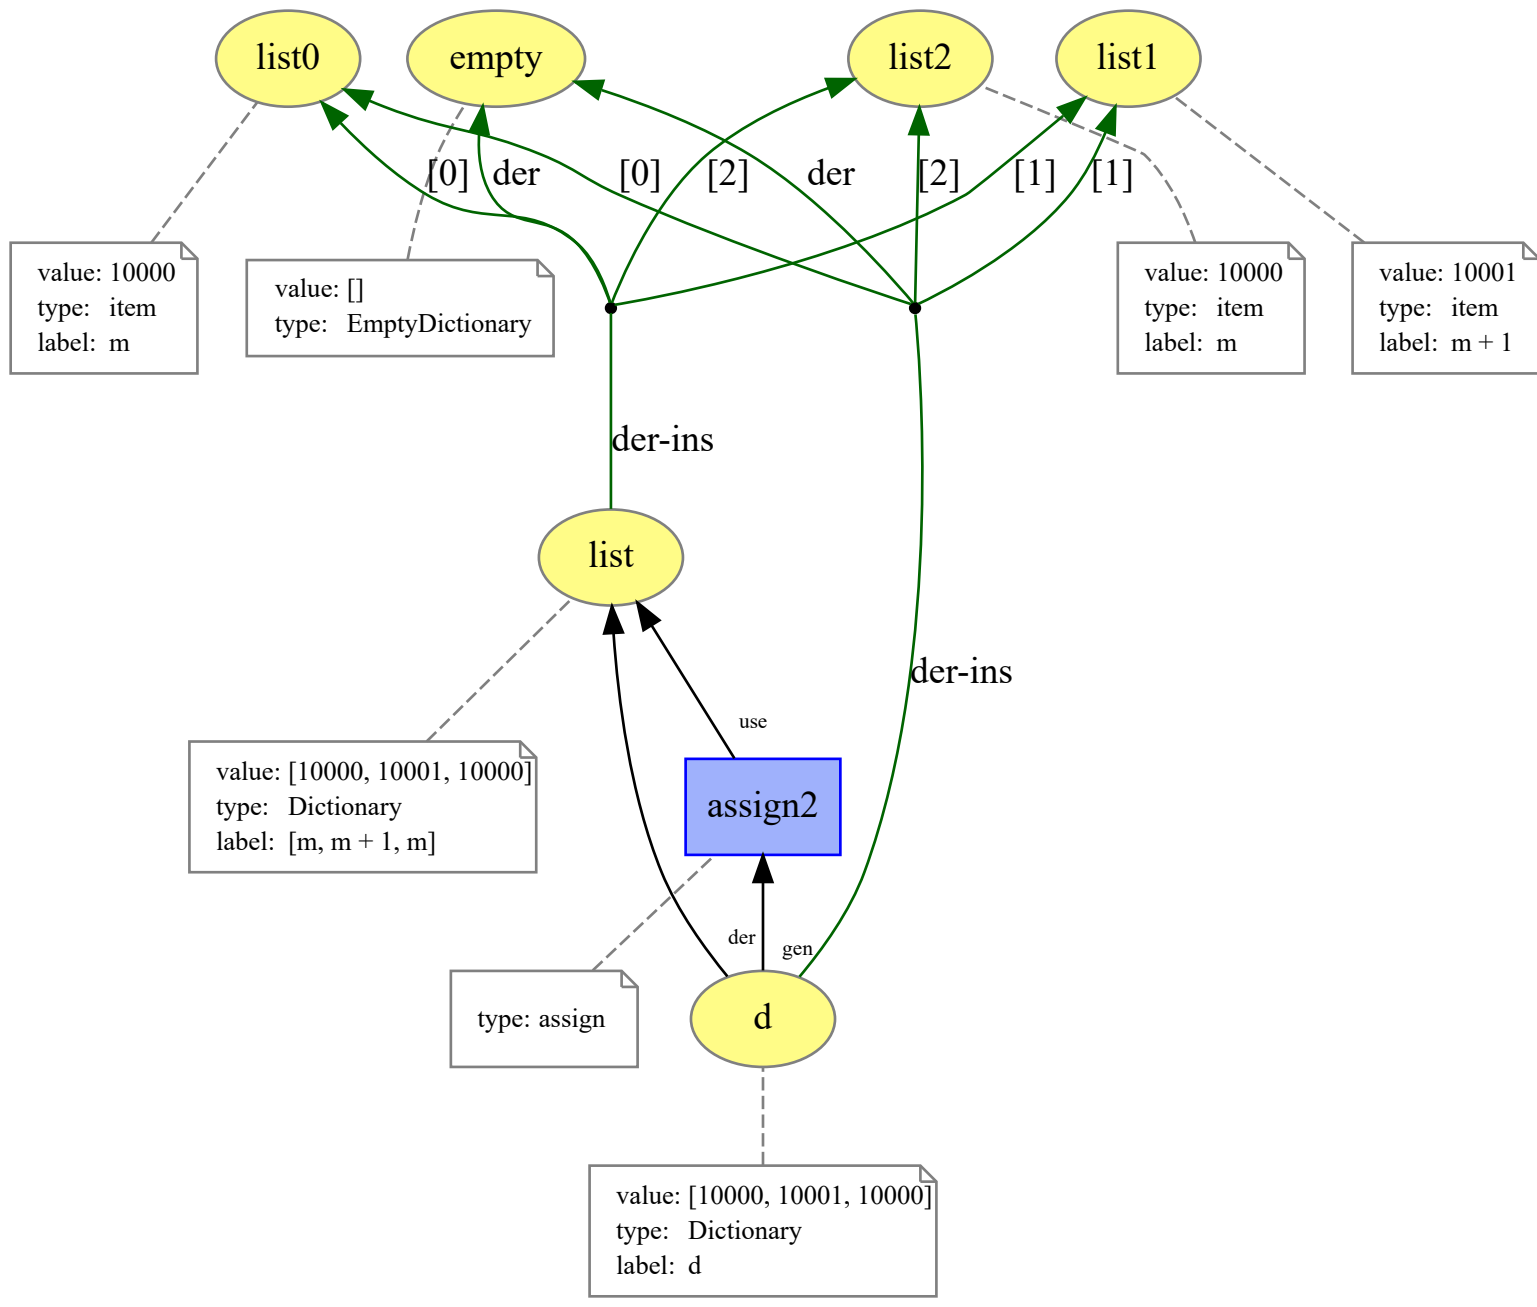 list0
empty
list2
list1
[0]
der
[0]
[2]
der
[2]
[1]
[1]
value: 10000
type: item
label: m
value: []
type: EmptyDictionary
value: 10000
type: item
label: m
value: 10001
type: item
label: m + 1
der-ins
list
der-ins
use
value: [10000, 10001, 10000]
type: Dictionary
label: [m, m + 1, m]
assign2
der
gen
type: assign
d
value: [10000, 10001, 10000]
type: Dictionary
label: d